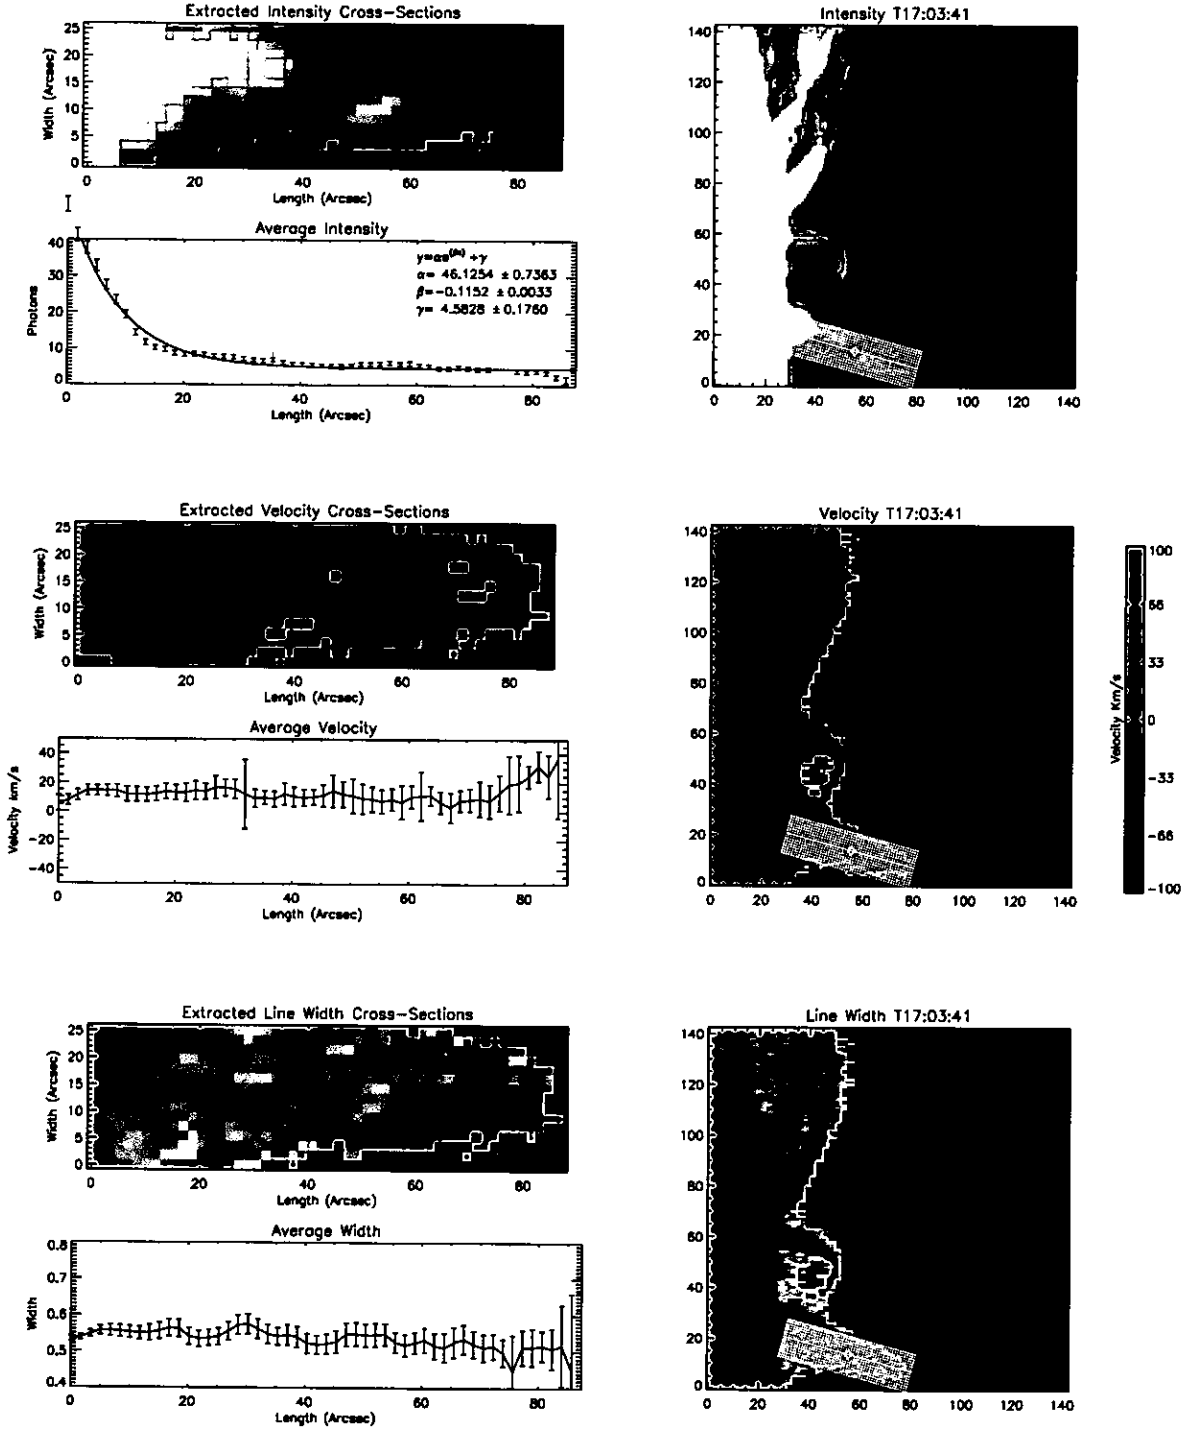 Extracted Intensity Cross-Sections
Width (Arcsec)
25
20
15
10
5
0
0 20 40 60 80
Length (Arcsec)
Average Intensity
Photons
40
30
20
10
0
y=αe^(βx) +γ
α= 46.1254 ±0.7363
β=-0.1152 ±0.0033
γ= 4.5828 ±0.1760
0 20 40 60 80
Length (Arcsec)
Intensity T17:03:41
140
120
100
80
60
40
20
0
0 20 40 60 80 100 120 140
Extracted Velocity Cross-Sections
Width (Arcsec)
25
20
15
10
5
0
0 20 40 60 80
Length (Arcsec)
Average Velocity
Velocity km/s
40
20
0
-20
-40
0 20 40 60 80
Length (Arcsec)
Velocity T17:03:41
140
120
100
80
60
40
20
0
0 20 40 60 80 100 120 140
Velocity Km/s
100
66
33
0
-33
-66
-100
Extracted Line Width Cross-Sections
Width (Arcsec)
25
20
15
10
5
0
0 20 40 60 80
Length (Arcsec)
Average Width
Width
0.8
0.7
0.6
0.5
0.4
0 20 40 60 80
Length (Arcsec)
Line Width T17:03:41
140
120
100
80
60
40
20
0
0 20 40 60 80 100 120 140